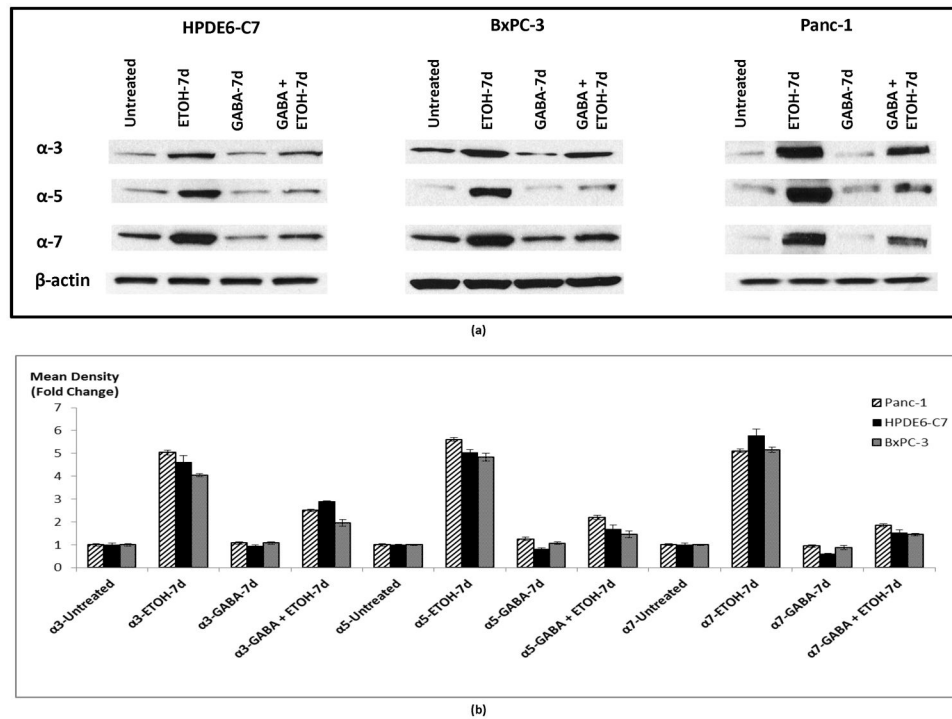 HPDE6-C7 BxPC-3 Panc-1
Untreated ETOH-7d GABA-7d GABA + ETOH-7d Untreated ETOH-7d GABA-7d GABA + ETOH-7d Untreated ETOH-7d GABA-7d GABA + ETOH-7d
α-3
α-5
α-7
β-actin
(a)
Mean Density
(Fold Change)
7
6
5
4
3
2
1
0
Panc-1
HPDE6-C7
BxPC-3
α3-Untreated
α3-ETOH-7d
α3-GABA-7d
α3-GABA + ETOH-7d
α5-Untreated
α5-ETOH-7d
α5-GABA-7d
α5-GABA + ETOH-7d
α7-Untreated
α7-ETOH-7d
α7-GABA-7d
α7-GABA + ETOH-7d
(b)